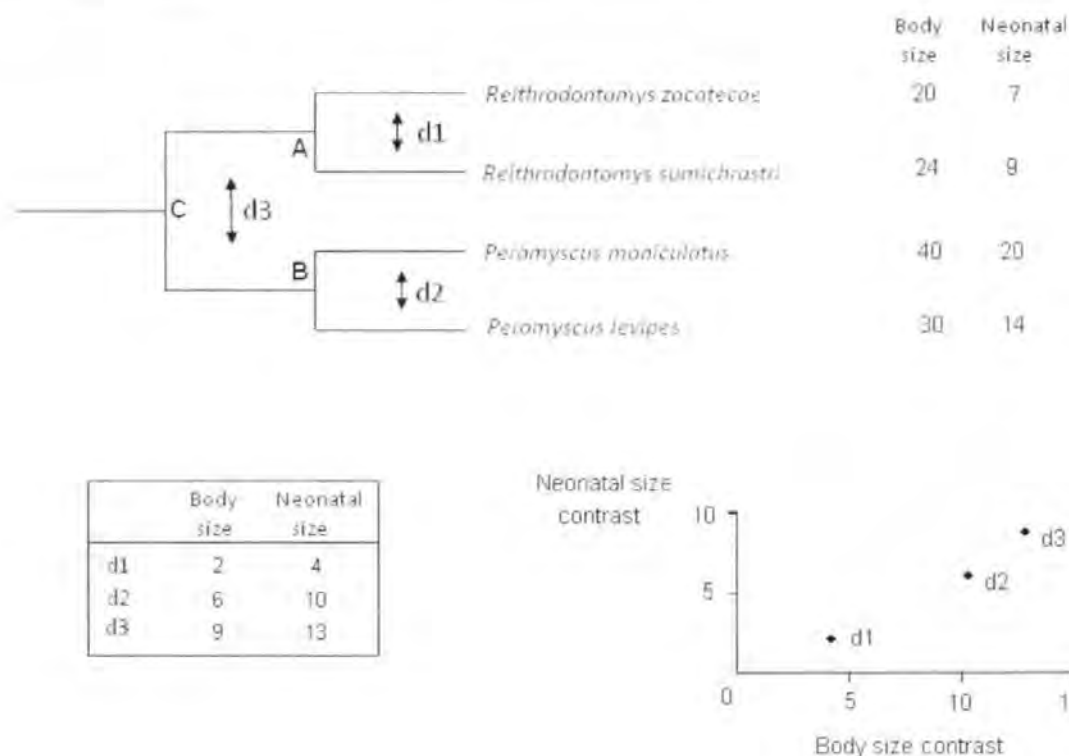 Body Neonatal
size size
Reithrodontomys zacatecae 20 7
A d1
Reithrodontomys sumichrastri 24 9
C d3
Peromyscus maniculatus 40 20
B d2
Peromyscus levipes 30 14
Body Neonatal
size size
d1 2 4
d2 6 10
d3 9 13
Neonatal size
contrast
10
d3
5
d2
d1
0 5 10 1
Body size contrast